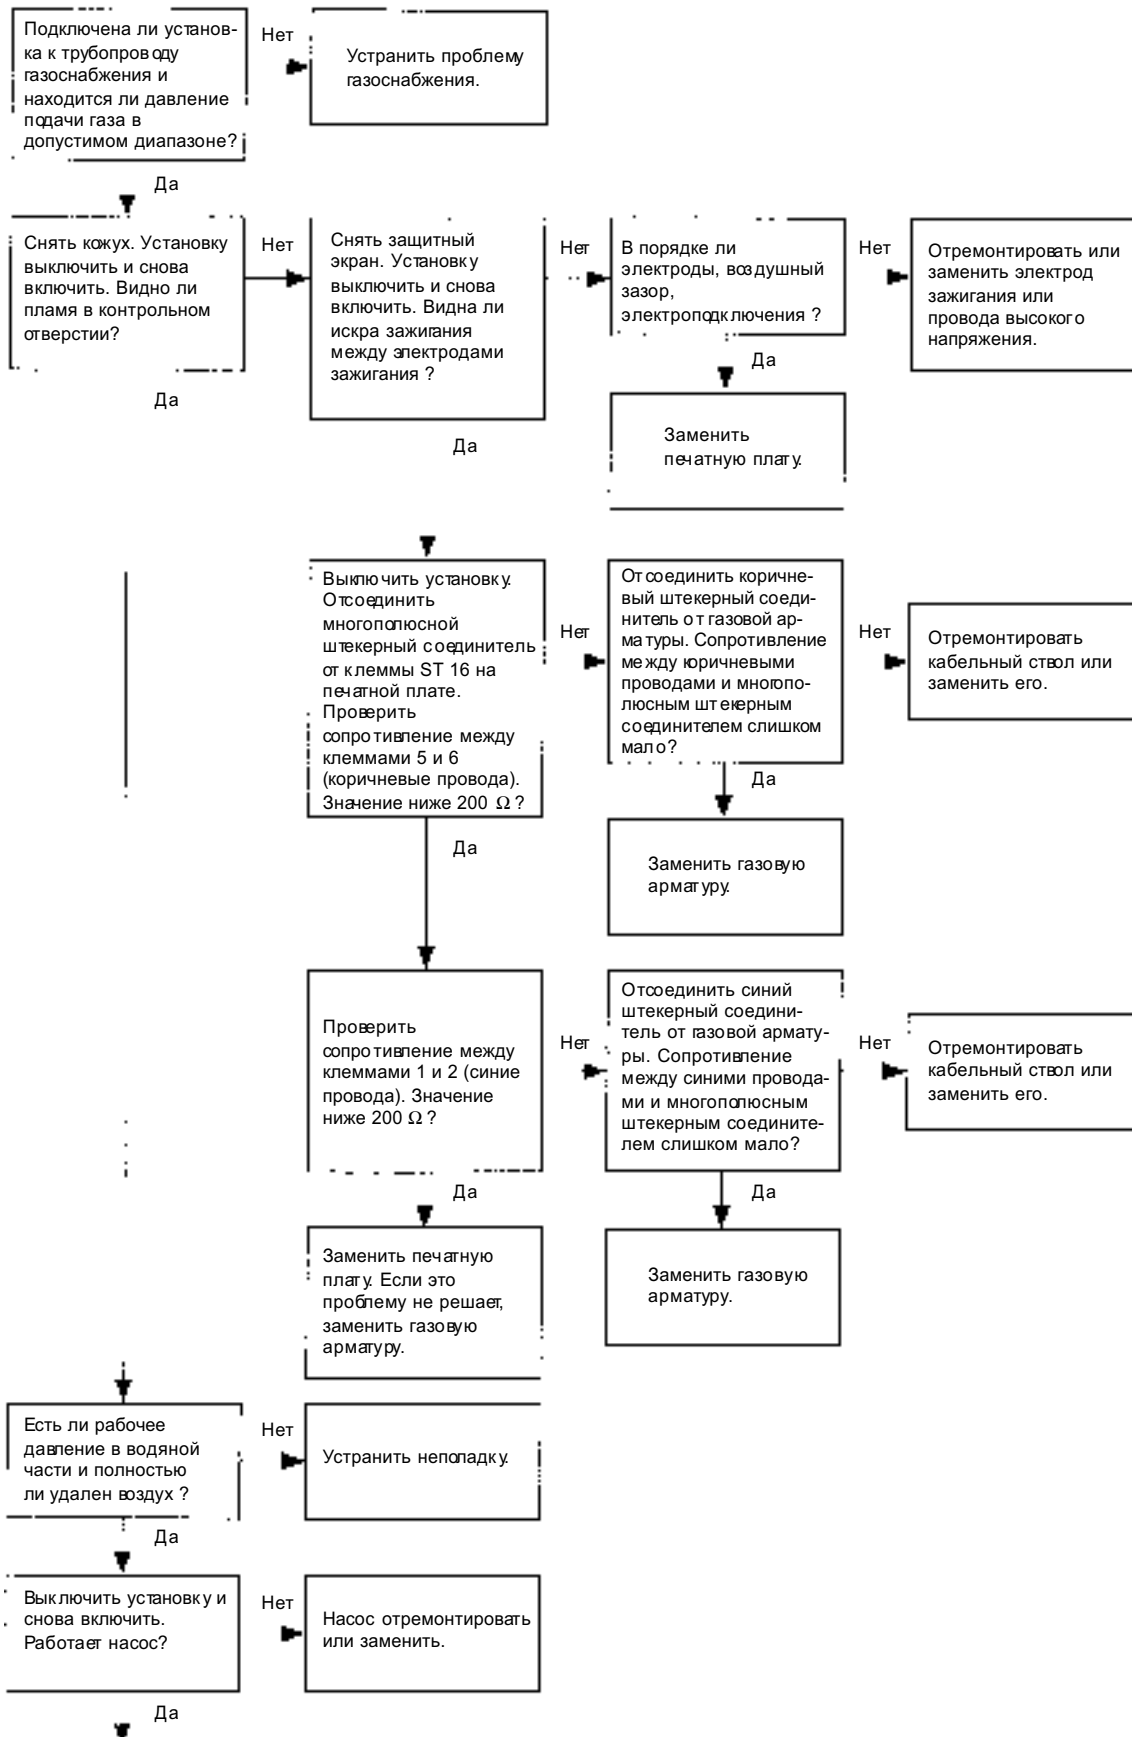 Подключена ли установ-
ка к трубопроводу
газоснабжения и
находится ли давление
подачи газа в
допустимом диапазоне?
Нет
Устранить проблему
газоснабжения.
Да
Снять кожух. Установку
выключить и снова
включить. Видно ли
пламя в контрольном
отверстии?
Нет
Снять защитный
экран. Установку
выключить и снова
включить. Видна ли
искра зажигания
между электродами
зажигания ?
Нет
В порядке ли
электроды, воздушный
зазор,
электроподключения ?
Нет
Отремонтировать или
заменить электрод
зажигания или
провода высокого
напряжения.
Да
Да
Да
Заменить
печатную плату.
Выключить установку.
Отсоединить
многополюсной
штекерный соединитель
от клеммы ST 16 на
печатной плате.
Проверить
сопротивление между
клеммами 5 и 6
(коричневые провода).
Значение ниже 200 Ω ?
Нет
Отсоединить коричне-
вый штекерный соеди-
нитель от газовой ар-
матуры. Сопротивление
между коричневыми
проводами и многопо-
люсным штекерным
соединителем слишком
мало?
Нет
Отремонтировать
кабельный ствол или
заменить его.
Да
Да
Заменить газовую
арматуру.
Проверить
сопротивление между
клеммами 1 и 2 (синие
провода). Значение
ниже 200 Ω ?
Нет
Отсоединить синий
штекерный соедини-
тель от газовой армату-
ры. Сопротивление
между синими провода-
ми и многополюсным
штекерным соедините-
лем слишком мало?
Нет
Отремонтировать
кабельный ствол или
заменить его.
Да
Да
Заменить печатную
плату. Если это
проблему не решает,
заменить газовую
арматуру.
Заменить газовую
арматуру.
Есть ли рабочее
давление в водяной
части и полностью
ли удален воздух ?
Нет
Устранить неполадку.
Да
Выключить установку и
снова включить.
Работает насос?
Нет
Насос отремонтировать
или заменить.
Да